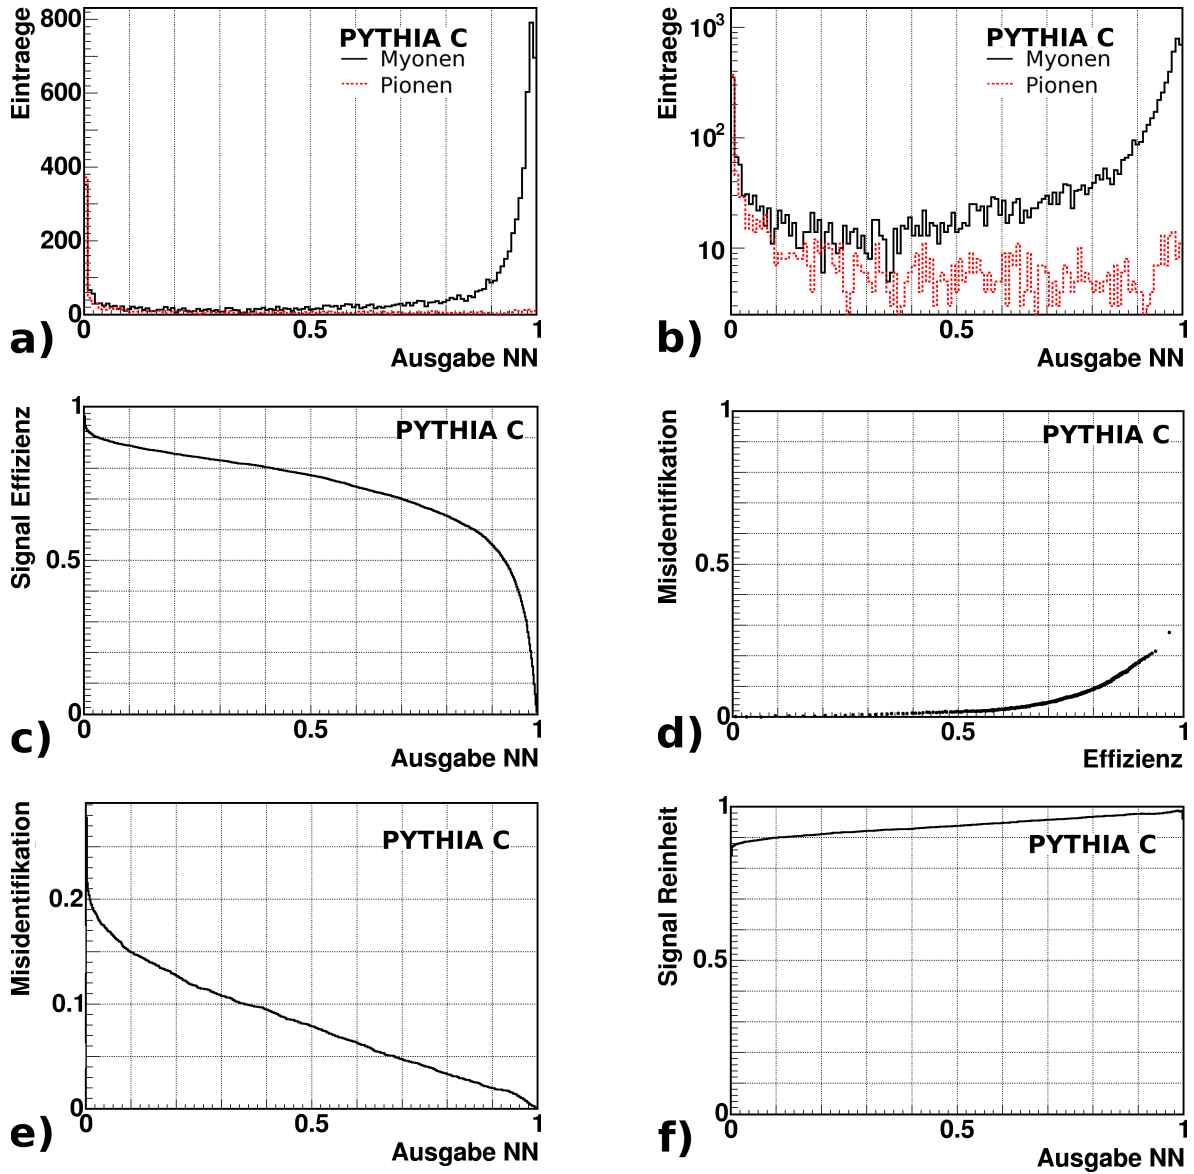 Eintraege
800
600
400
200
0
PYTHIA C
Myonen
Pionen
0
0.5
1
Ausgabe NN
a)
Eintraege
10³
10²
10
PYTHIA C
Myonen
Pionen
0
0.5
1
Ausgabe NN
b)
Signal Effizienz
1
0.5
0
PYTHIA C
0
0.5
1
Ausgabe NN
c)
Misidentifikation
1
0.5
0
PYTHIA C
0
0.5
1
Effizienz
d)
Misidentifikation
0.2
0.1
0
PYTHIA C
0
0.5
1
Ausgabe NN
e)
Signal Reinheit
1
0.5
0
PYTHIA C
0
0.5
1
Ausgabe NN
f)